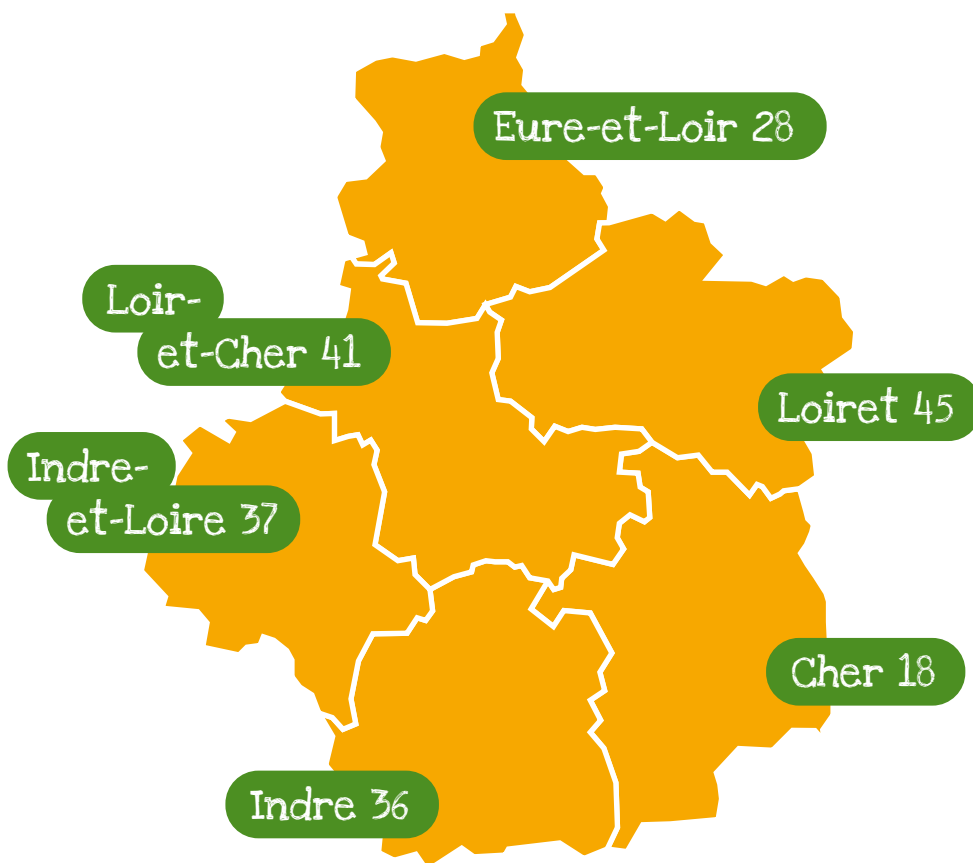 Eure-et-Loir 28
Loir-
et-Cher 41
Loiret 45
Indre-
et-Loire 37
Cher 18
Indre 36